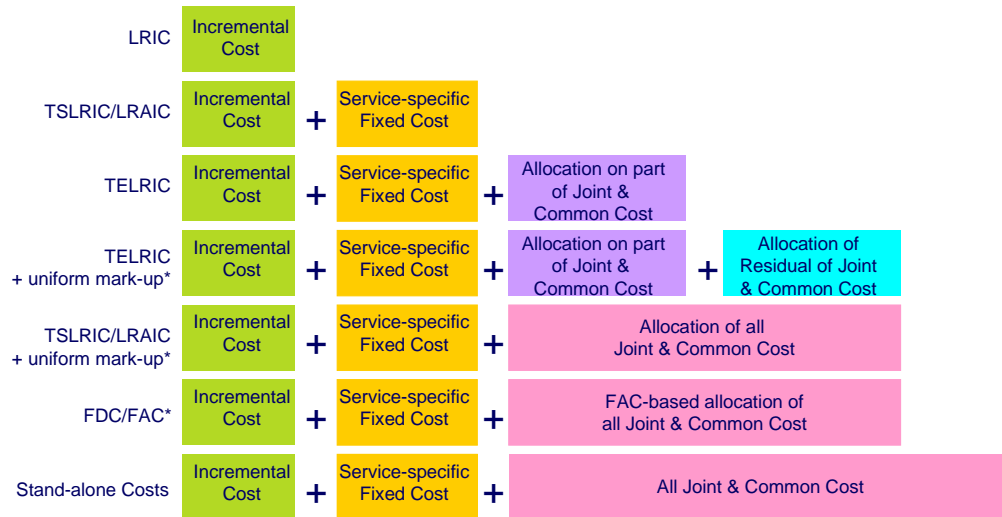 LRIC
Incremental
Cost
TSLRIC/LRAIC
Incremental
Cost
+
Service-specific
Fixed Cost
TELRIC
Incremental
Cost
+
Service-specific
Fixed Cost
+
Allocation on part
of Joint &
Common Cost
TELRIC
+ uniform mark-up*
Incremental
Cost
+
Service-specific
Fixed Cost
+
Allocation on part
of Joint &
Common Cost
+
Allocation of
Residual of Joint
& Common Cost
TSLRIC/LRAIC
+ uniform mark-up*
Incremental
Cost
+
Service-specific
Fixed Cost
+
Allocation of all
Joint & Common Cost
FDC/FAC*
Incremental
Cost
+
Service-specific
Fixed Cost
+
FAC-based allocation of
all Joint & Common Cost
Stand-alone Costs
Incremental
Cost
+
Service-specific
Fixed Cost
+
All Joint & Common Cost